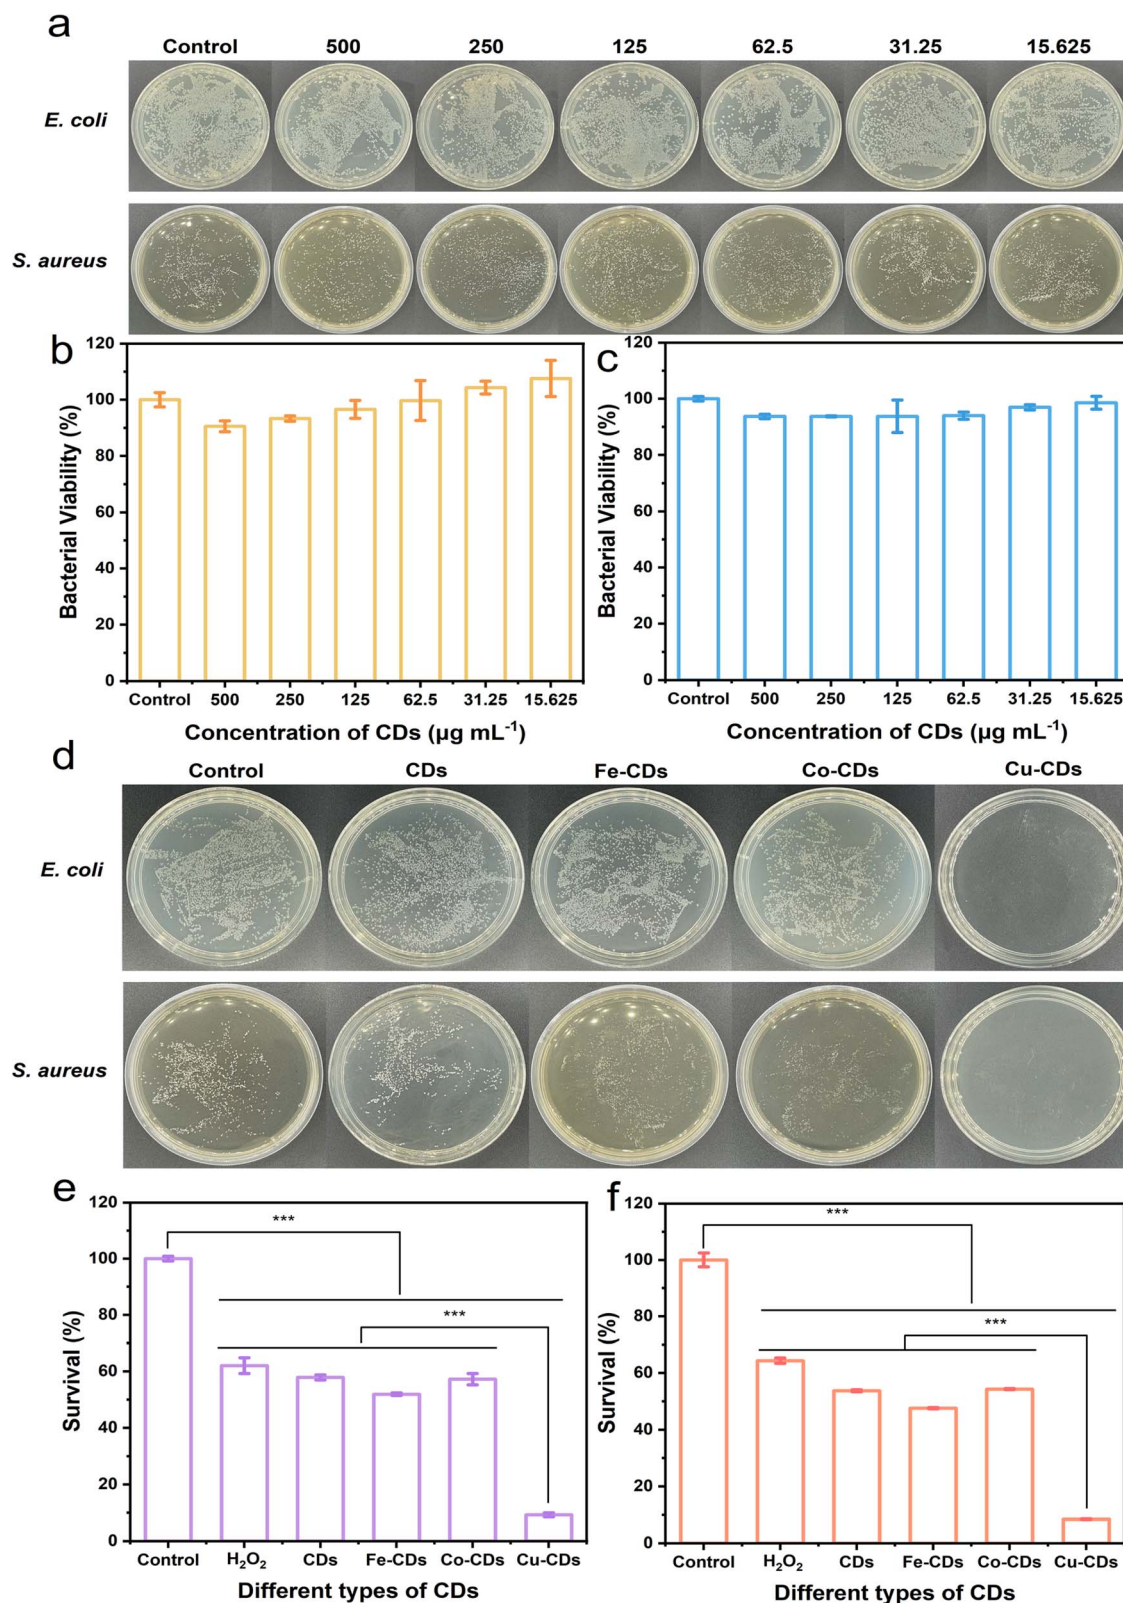 a
Control 500 250 125 62.5 31.25 15.625
E. coli
S. aureus
b
120
100
80
60
40
20
0
Bacterial Viability (%)
Control 500 250 125 62.5 31.25 15.625
Concentration of CDs (µg mL⁻¹)
c
120
100
80
60
40
20
0
Bacterial Viability (%)
Control 500 250 125 62.5 31.25 15.625
Concentration of CDs (µg mL⁻¹)
d
Control CDs Fe-CDs Co-CDs Cu-CDs
E. coli
S. aureus
e
120
100
80
60
40
20
0
Survival (%)
***
***
Control H₂O₂ CDs Fe-CDs Co-CDs Cu-CDs
Different types of CDs
f
120
100
80
60
40
20
0
Survival (%)
***
***
Control H₂O₂ CDs Fe-CDs Co-CDs Cu-CDs
Different types of CDs